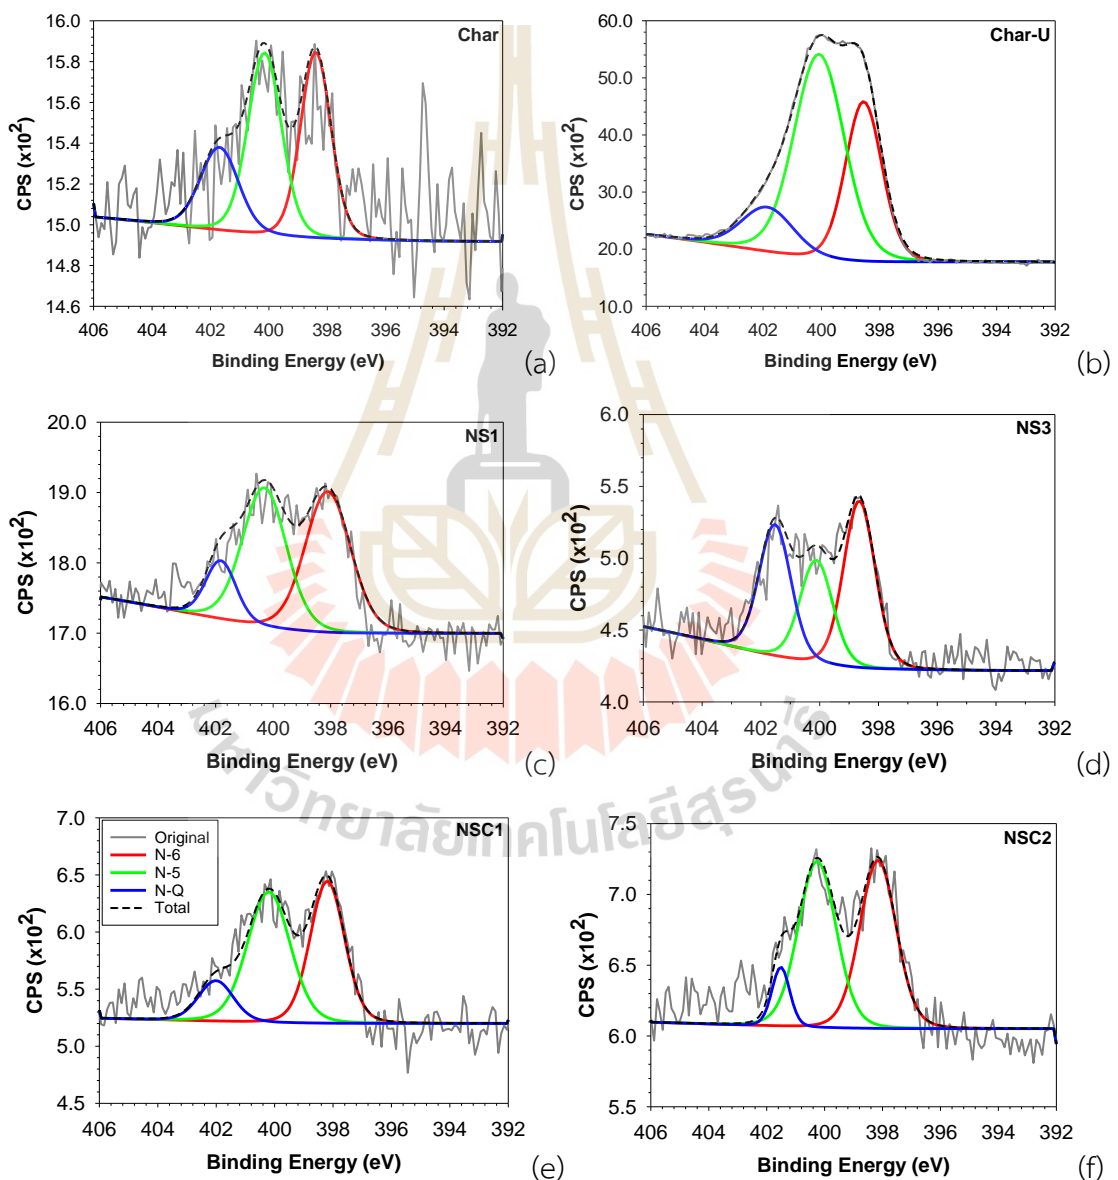 16.0
15.8
15.6
15.4
15.2
15.0
14.8
14.6
CPS (x10²)
Char
406 404 402 400 398 396 394 392
Binding Energy (eV)
(a)
60.0
50.0
40.0
30.0
20.0
10.0
CPS (x10²)
Char-U
406 404 402 400 398 396 394 392
Binding Energy (eV)
(b)
20.0
19.0
18.0
17.0
16.0
CPS (x10²)
NS1
406 404 402 400 398 396 394 392
Binding Energy (eV)
(c)
6.0
5.5
5.0
4.5
4.0
CPS (x10²)
NS3
406 404 402 400 398 396 394 392
Binding Energy (eV)
(d)
มหาวิทยาลัยเทคโนโลยีสุรนารี
7.0
6.5
6.0
5.5
5.0
4.5
CPS (x10²)
NSC1
Original
N-6
N-5
N-Q
Total
406 404 402 400 398 396 394 392
Binding Energy (eV)
(e)
7.5
7.0
6.5
6.0
5.5
CPS (x10²)
NSC2
406 404 402 400 398 396 394 392
Binding Energy (eV)
(f)